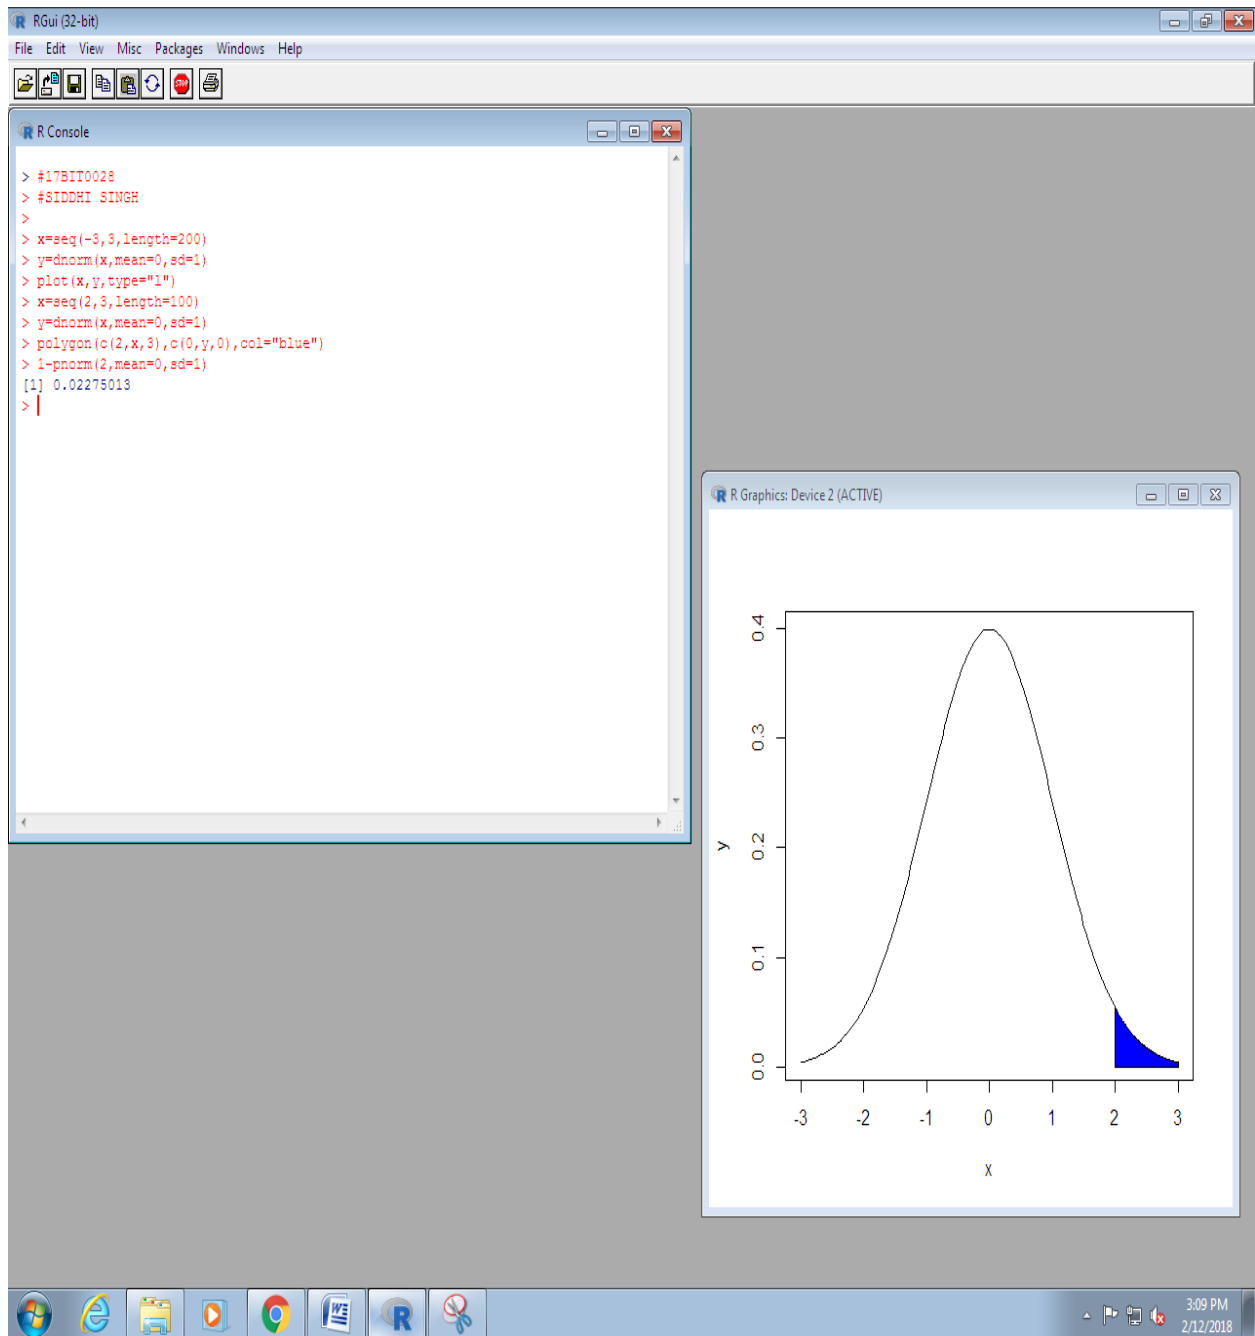 RGui (32-bit)
File Edit View Misc Packages Windows Help
STOP
R Console
> #17BIT0028
> #SIDDHI SINGH
>
> x=seq(-3,3,length=200)
> y=dnorm(x,mean=0,sd=1)
> plot(x,y,type="l")
> x=seq(2,3,length=100)
> y=dnorm(x,mean=0,sd=1)
> polygon(c(2,x,3),c(0,y,0),col="blue")
> 1-pnorm(2,mean=0,sd=1)
[1] 0.02275013
>
R Graphics: Device 2 (ACTIVE)
0.4
0.3
0.2
0.1
0.0
y
-3 -2 -1 0 1 2 3
x
3:09 PM
2/12/2018